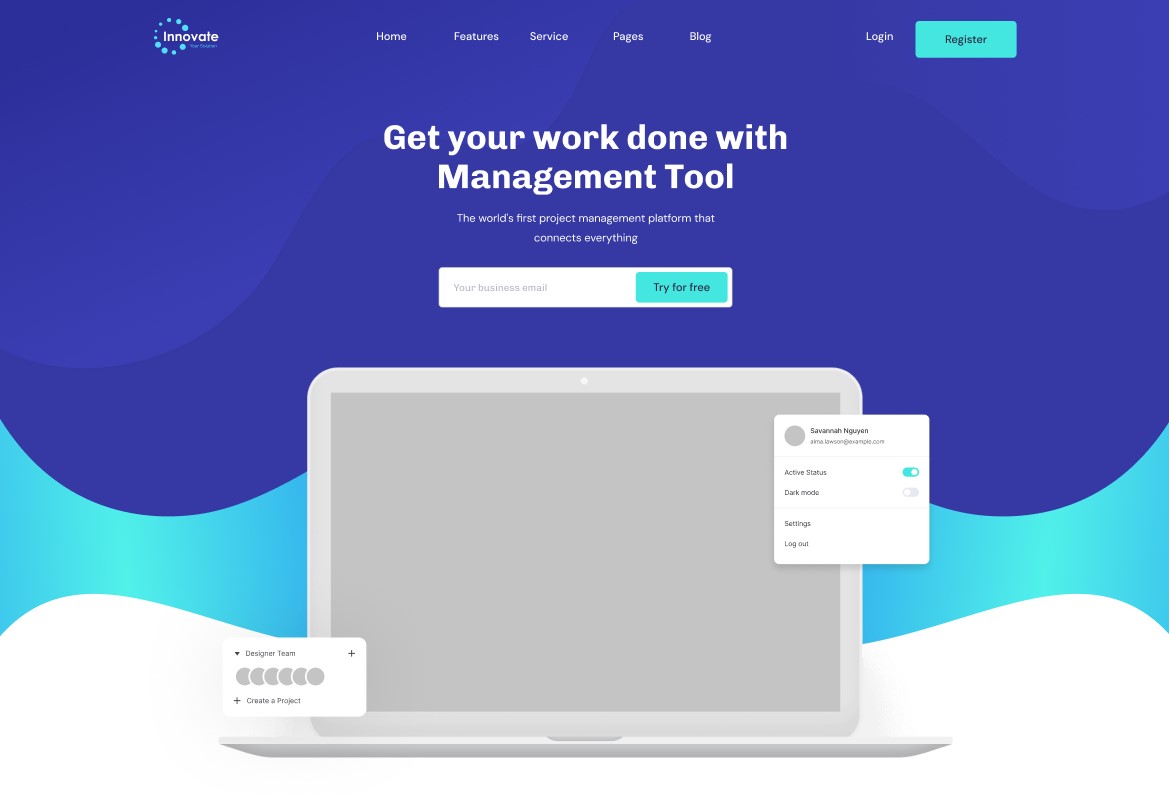 Innovate
Your Solution
Home Features Service Pages Blog Login Register
Get your work done with
Management Tool
The world's first project management platform that
connects everything
Your business email Try for free
Savannah Nguyen
alma.lawson@example.com
Active Status
Dark mode
Settings
Log out
Designer Team
Create a Project